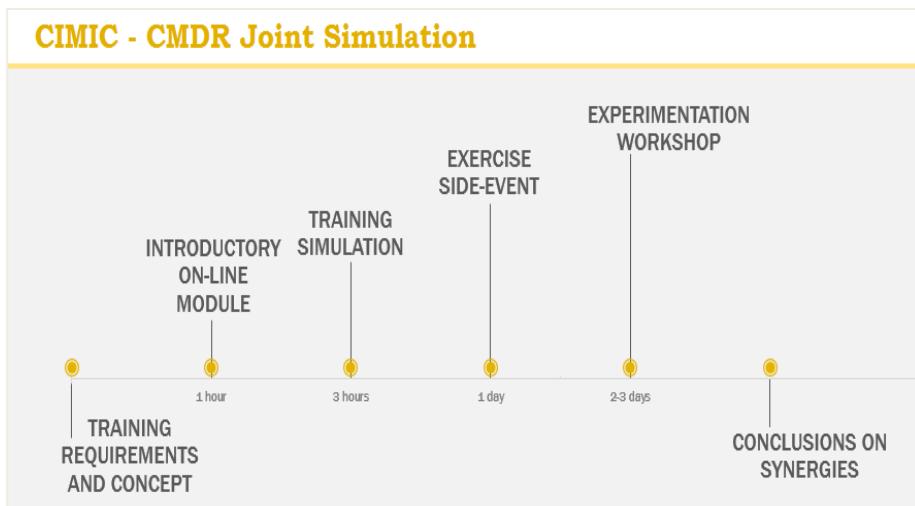 CIMIC - CMDR Joint Simulation
EXPERIMENTATION
WORKSHOP
EXERCISE
SIDE-EVENT
TRAINING
SIMULATION
INTRODUCTORY
ON-LINE
MODULE
1 hour
3 hours
1 day
2-3 days
TRAINING
REQUIREMENTS
AND CONCEPT
CONCLUSIONS ON
SYNERGIES